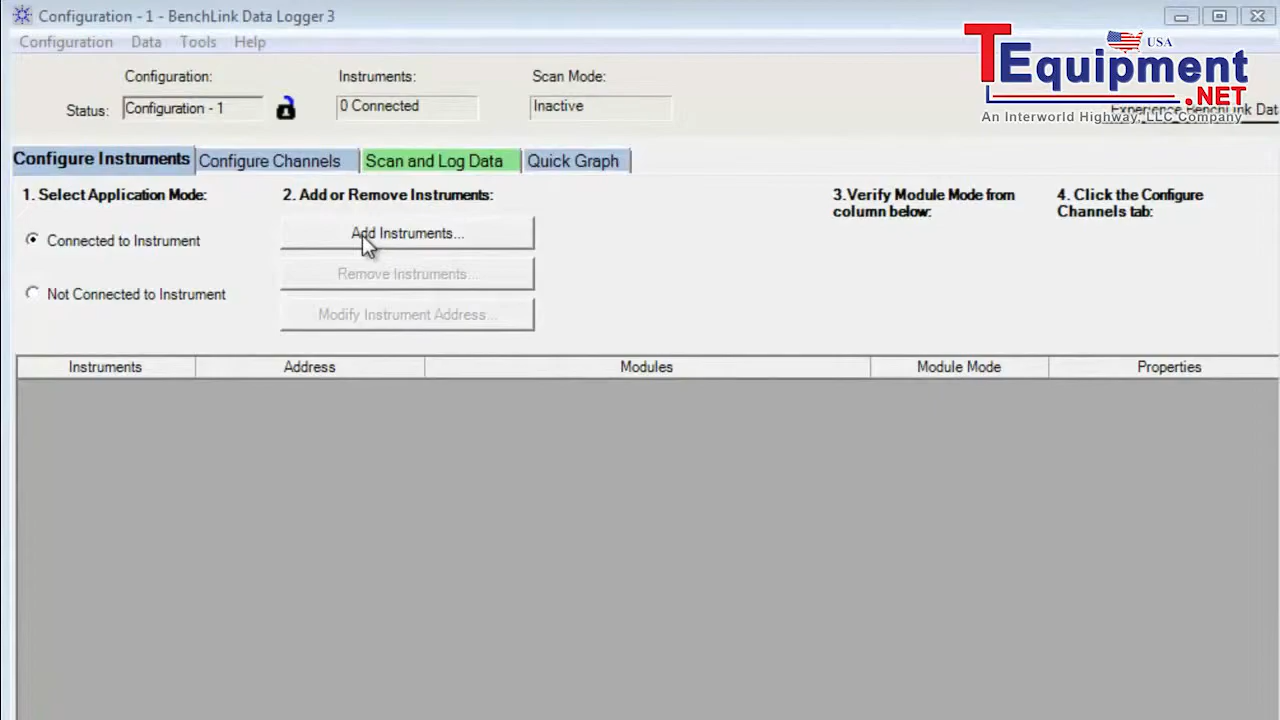 Configuration - 1 - BenchLink Data Logger 3
Configuration Data Tools Help
TEquipment
USA
.NET
An Interworld Highway, LLC Company
Configuration: Instruments: Scan Mode:
Status: Configuration - 1 0 Connected Inactive
Experience BenchLink Dat
Configure Instruments Configure Channels Scan and Log Data Quick Graph
1. Select Application Mode: 2. Add or Remove Instruments: 3.Verify Module Mode from 4. Click the Configure
column below: Channels tab:
Add Instruments...
Connected to Instrument
Remove Instruments...
Not Connected to Instrument
Modify Instrument Address...
Instruments Address Modules Module Mode Properties